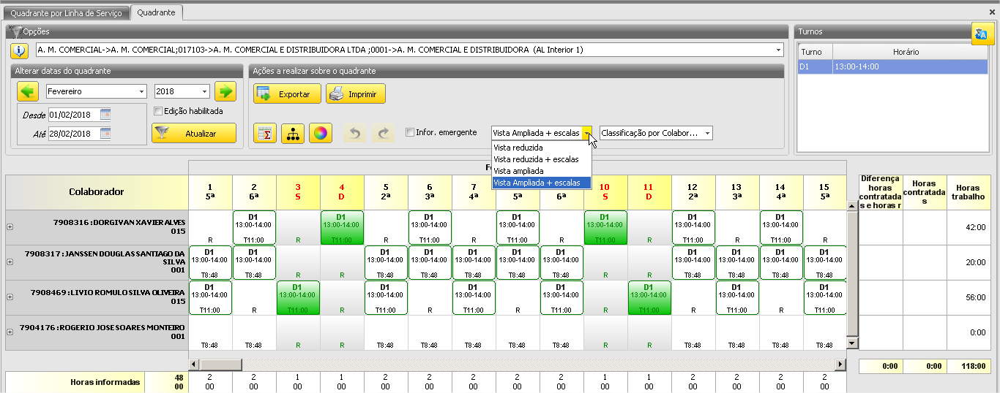 Quadrante por Linha de Serviço
Quadrante
Opções
Turnos
A. M. COMERCIAL->A. M. COMERCIAL;017103->A. M. COMERCIAL E DISTRIBUIDORA LTDA ;0001->A. M. COMERCIAL E DISTRIBUIDORA (AL Interior 1)
Turno Horário
D1 13:00-14:00
Alterar datas do quadrante
Ações a realizar sobre o quadrante
Fevereiro 2018
Exportar Imprimir
Desde 01/02/2018
Edição habilitada
Até 28/02/2018
Atualizar
Infor. emergente
Vista Ampliada + escalas
Classificação por Colabor...
Vista reduzida
Vista reduzida + escalas
Vista ampliada
Vista Ampliada + escalas
Colaborador
1 2 3 4 5 6 7 10 11 12 13 14 15
5ª 6ª S D 2ª 3ª 4ª 5ª 6ª S D 2ª 3ª 4ª 5ª
Diferença horas contratada s e horas r
Horas contratada s
Horas trabalho
7908316 :DORGIVAN XAVIER ALVES
015
D1 D1 D1 D1 D1 D1 D1
13:00-14:00 13:00-14:00 13:00-14:00 13:00-14:00 13:00-14:00 13:00-14:00 13:00-14:00
R T11:00 R T11:00 R T11:00 R T11:00 R T11:00 R T11:00 R T11:00 R
42:00
7908317 :JANSSEN DOUGLAS SANTIAGO DA
SILVA
001
D1 D1 D1 D1 D1 D1 D1 D1 D1 D1 D1
13:00-14:00 13:00-14:00 13:00-14:00 13:00-14:00 13:00-14:00 13:00-14:00 13:00-14:00 13:00-14:00 13:00-14:00 13:00-14:00 13:00-14:00
T8:48 T8:48 R R T8:48 T8:48 T8:48 T8:48 T8:48 R R T8:48 T8:48 T8:48 T8:48
20:00
7908469 :LIVIO ROMULO SILVA OLIVEIRA
015
D1 D1 D1 D1 D1 D1 D1 D1
13:00-14:00 13:00-14:00 13:00-14:00 13:00-14:00 13:00-14:00 13:00-14:00 13:00-14:00 13:00-14:00
T11:00 R T11:00 R T11:00 R T11:00 R T11:00 R T11:00 R T11:00 R T11:00
56:00
7904176 :ROGERIO JOSE SOARES MONTEIRO
001
T8:48 T8:48 R R T8:48 T8:48 T8:48 T8:48 T8:48 R R T8:48 T8:48 T8:48 T8:48
0:00
0:00 0:00 118:00
Horas informadas
48 2 2 1 1 2 2 2 2 2 1 1 2 2 2 2
00 00 00 00 00 00 00 00 00 00 00 00 00 00 00 00